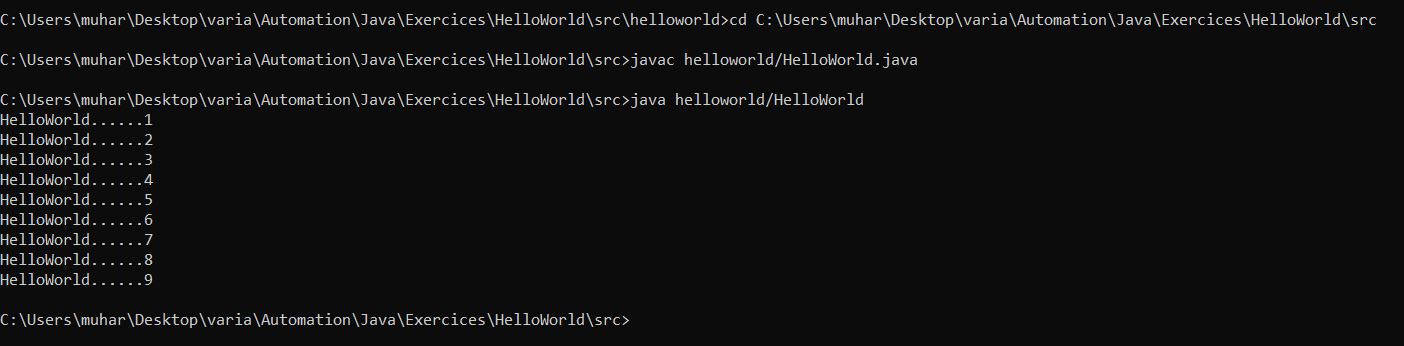 C:\Users\muhar\Desktop\varia\Automation\Java\Exercices\HelloWorld\src\helloworld>cd C:\Users\muhar\Desktop\varia\Automation\Java\Exercices\HelloWorld\src
C:\Users\muhar\Desktop\varia\Automation\Java\Exercices\HelloWorld\src>javac helloworld/HelloWorld.java
C:\Users\muhar\Desktop\varia\Automation\Java\Exercices\HelloWorld\src>java helloworld/HelloWorld
HelloWorld......1
HelloWorld......2
HelloWorld......3
HelloWorld......4
HelloWorld......5
HelloWorld......6
HelloWorld......7
HelloWorld......8
HelloWorld......9
C:\Users\muhar\Desktop\varia\Automation\Java\Exercices\HelloWorld\src>